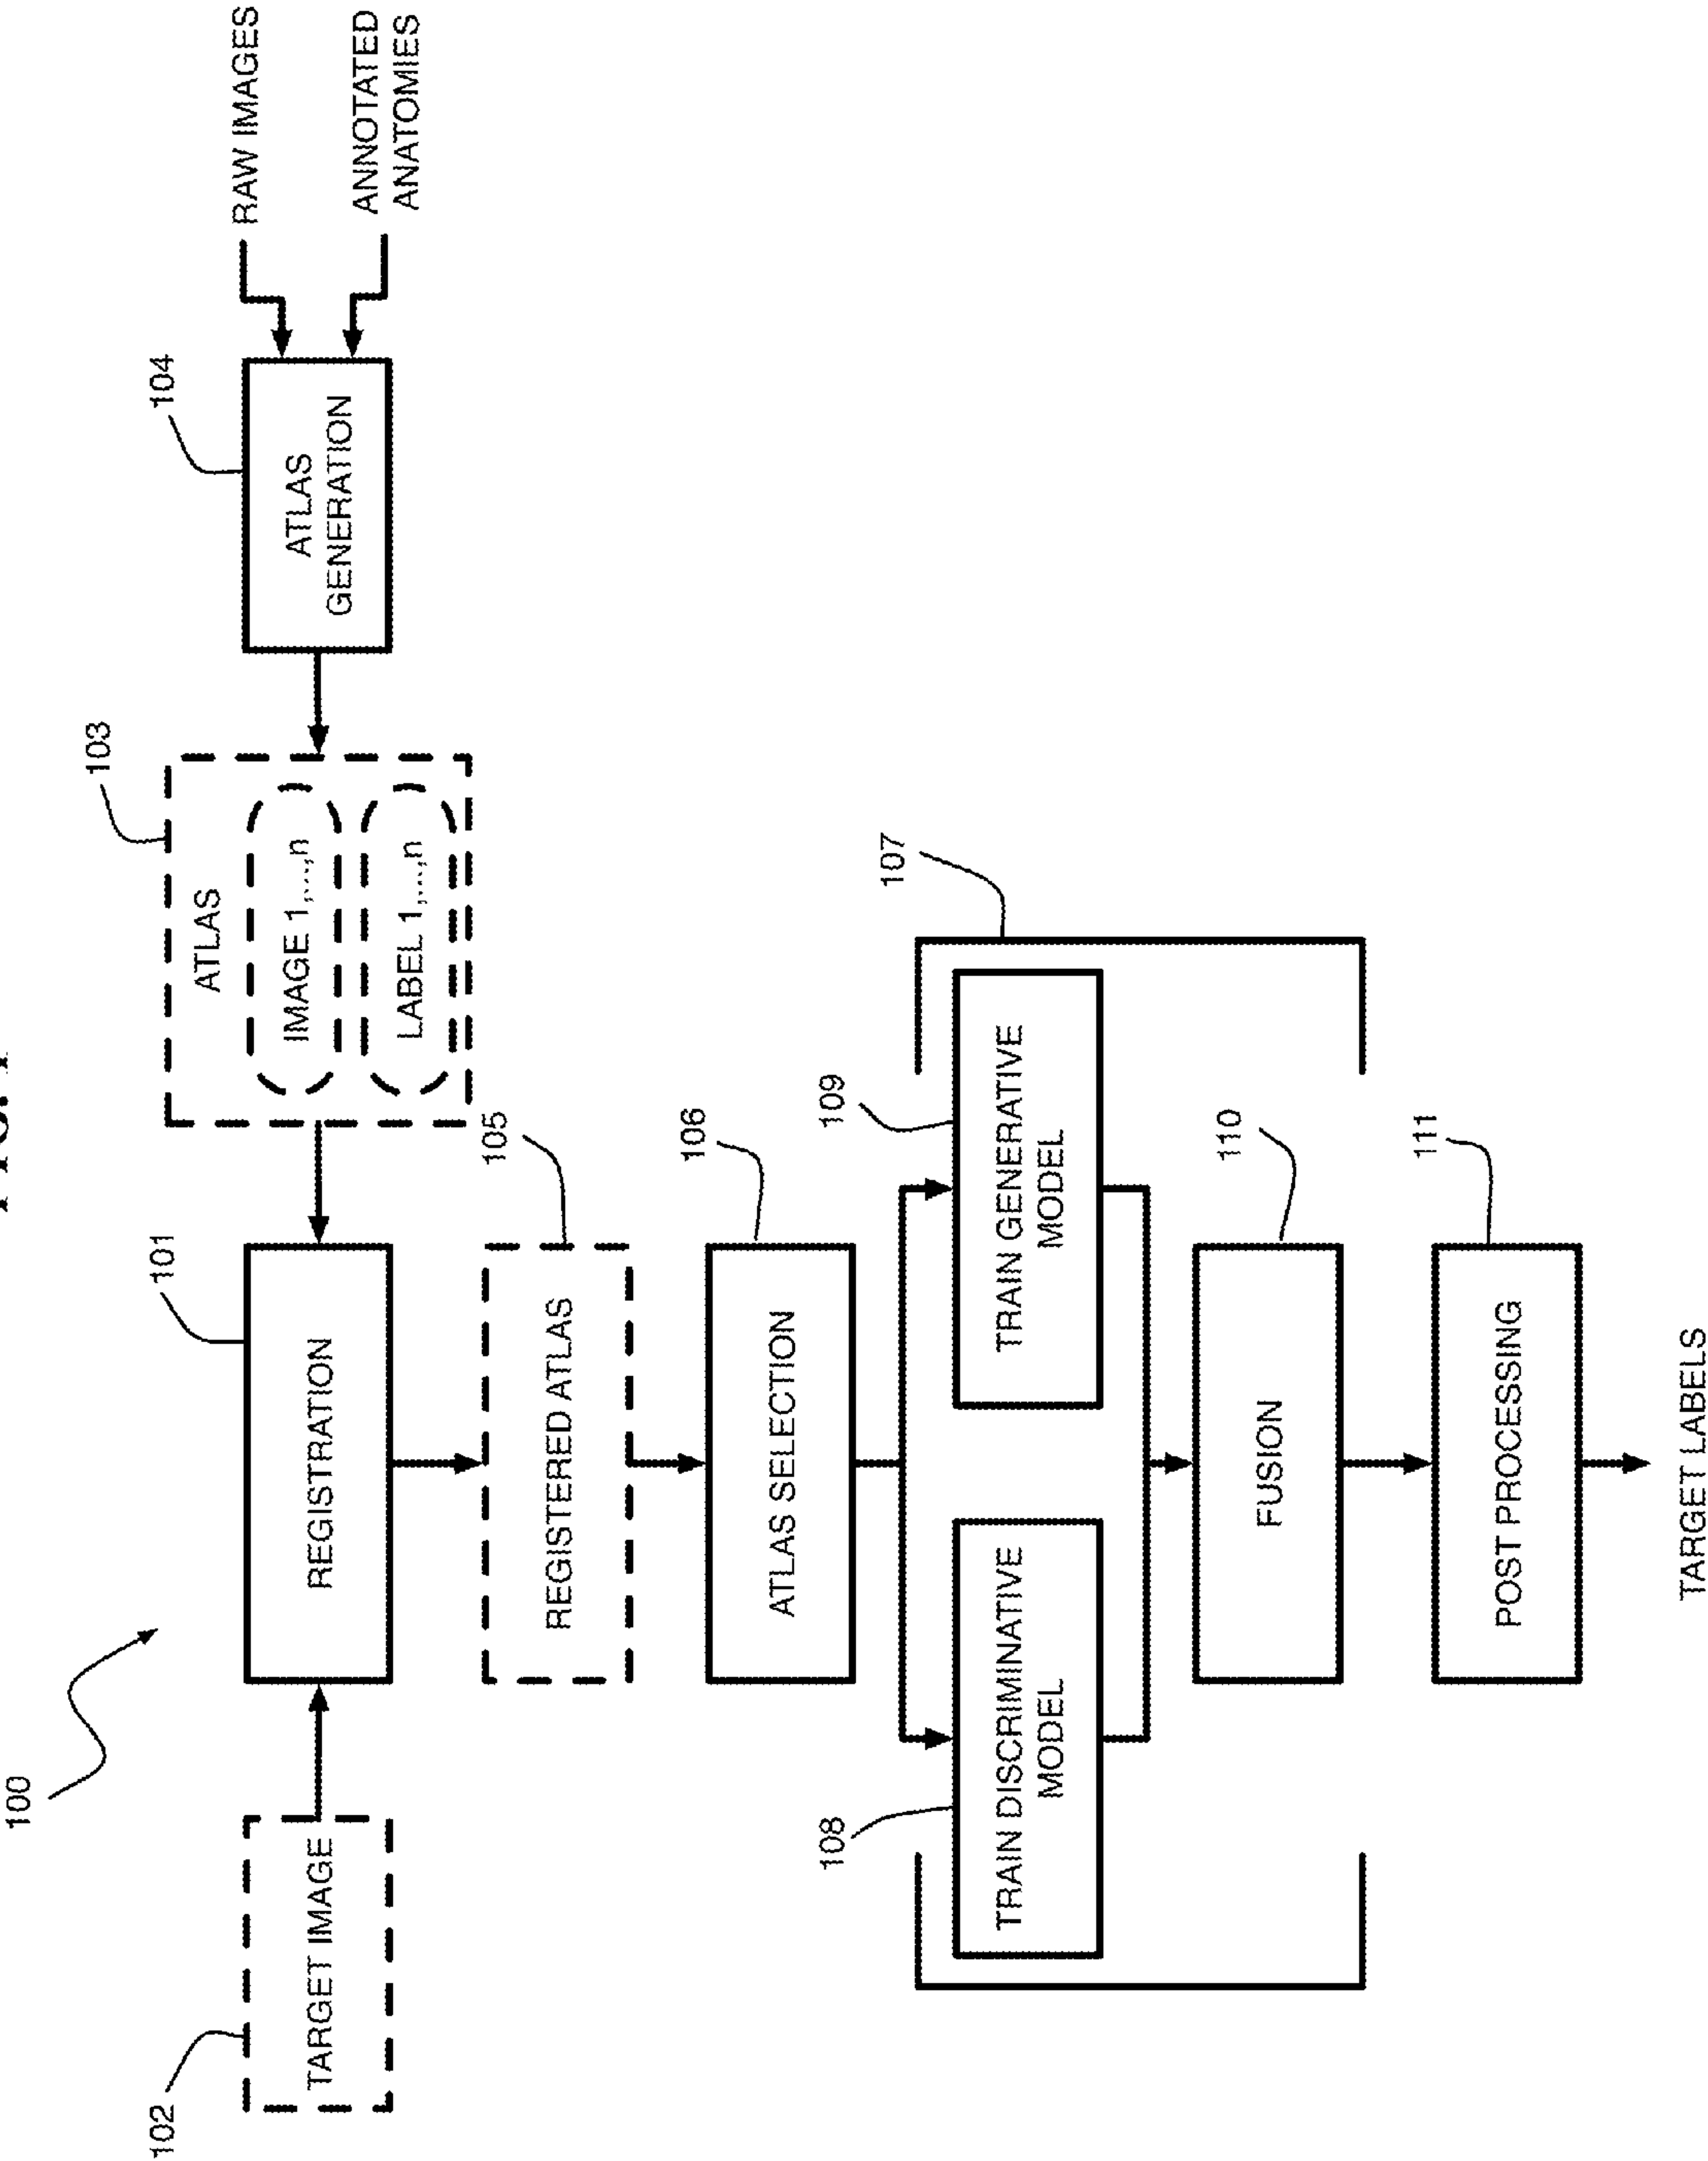 100
102
TARGET IMAGE
101
REGISTRATION
103
ATLAS
IMAGE 1,...,n
LABEL 1,...,n
104
ATLAS
GENERATION
RAW IMAGES
ANNOTATED
ANATOMIES
105
REGISTERED ATLAS
106
ATLAS SELECTION
107
108
TRAIN DISCRIMINATIVE
MODEL
109
TRAIN GENERATIVE
MODEL
110
FUSION
111
POST PROCESSING
TARGET LABELS